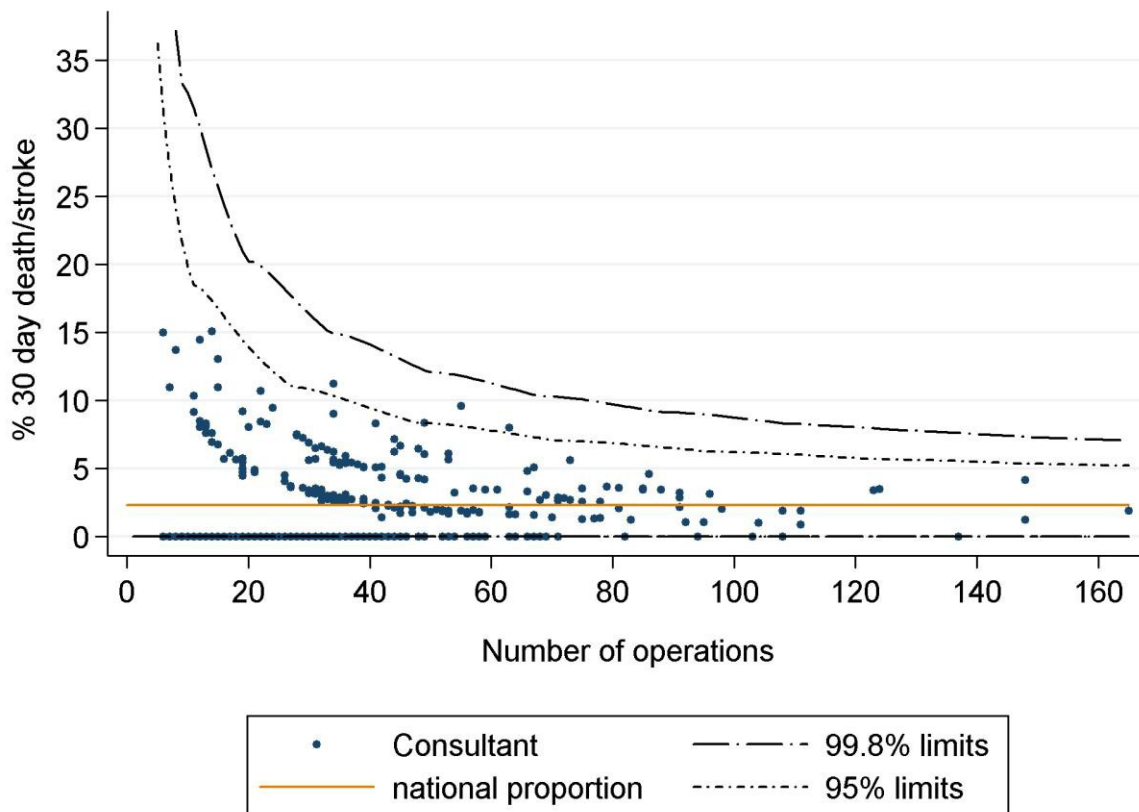 % 30 day death/stroke
35
30
25
20
15
10
5
0
0 20 40 60 80 100 120 140 160
Number of operations
Consultant 99.8% limits
national proportion 95% limits